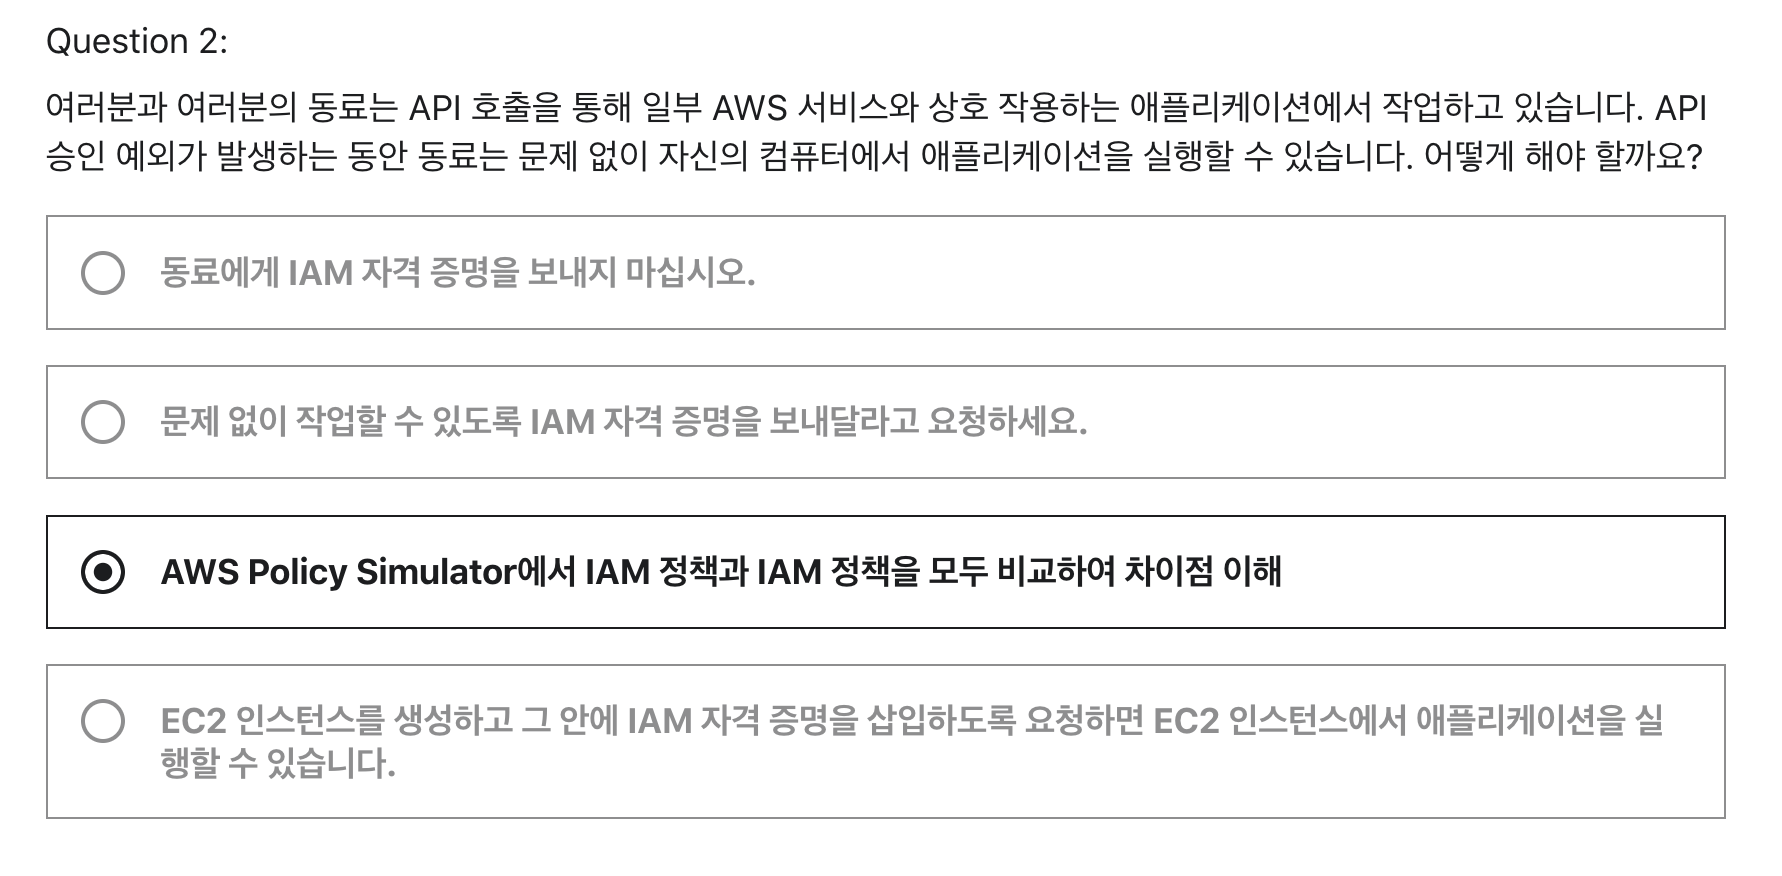 Question 2:
여러분과 여러분의 동료는 API 호출을 통해 일부 AWS 서비스와 상호 작용하는 애플리케이션에서 작업하고 있습니다. API
승인 예외가 발생하는 동안 동료는 문제 없이 자신의 컴퓨터에서 애플리케이션을 실행할 수 있습니다. 어떻게 해야 할까요?
동료에게 IAM 자격 증명을 보내지 마십시오.
문제 없이 작업할 수 있도록 IAM 자격 증명을 보내달라고 요청하세요.
AWS Policy Simulator에서 IAM 정책과 IAM 정책을 모두 비교하여 차이점 이해
EC2 인스턴스를 생성하고 그 안에 IAM 자격 증명을 삽입하도록 요청하면 EC2 인스턴스에서 애플리케이션을 실
행할 수 있습니다.